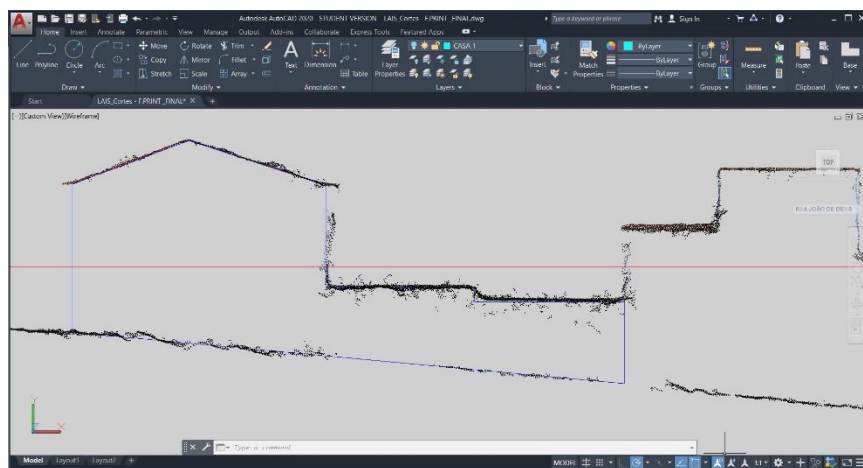 Autodesk AutoCAD 2020 STUDENT VERSION LAIS_Cortes - F.PRINT_FINAL.dwg Type a keyword or phrase Sign In
Home Insert Annotate Parametric View Manage Output Add-ins Collaborate Express Tools Featured Apps
Line Polyline Circle Arc
Move Rotate Trim
Copy Mirror Fillet
Stretch Scale Array
Text Dimension
Table
Layer Properties
CASA 1
Insert
Match Properties
ByLayer
ByLayer
ByLayer
Group Measure Paste Base
Draw Modify Annotation Layers Block Properties Groups Utilities Clipboard View
Start LAIS_Cortes - F.PRINT_FINAL*
[-][Custom View][Wireframe]
TOP
RUA JOÃO DE DEUS
Y
X
Type a command
Model Layout1 Layout2 +
MODEL 1:1